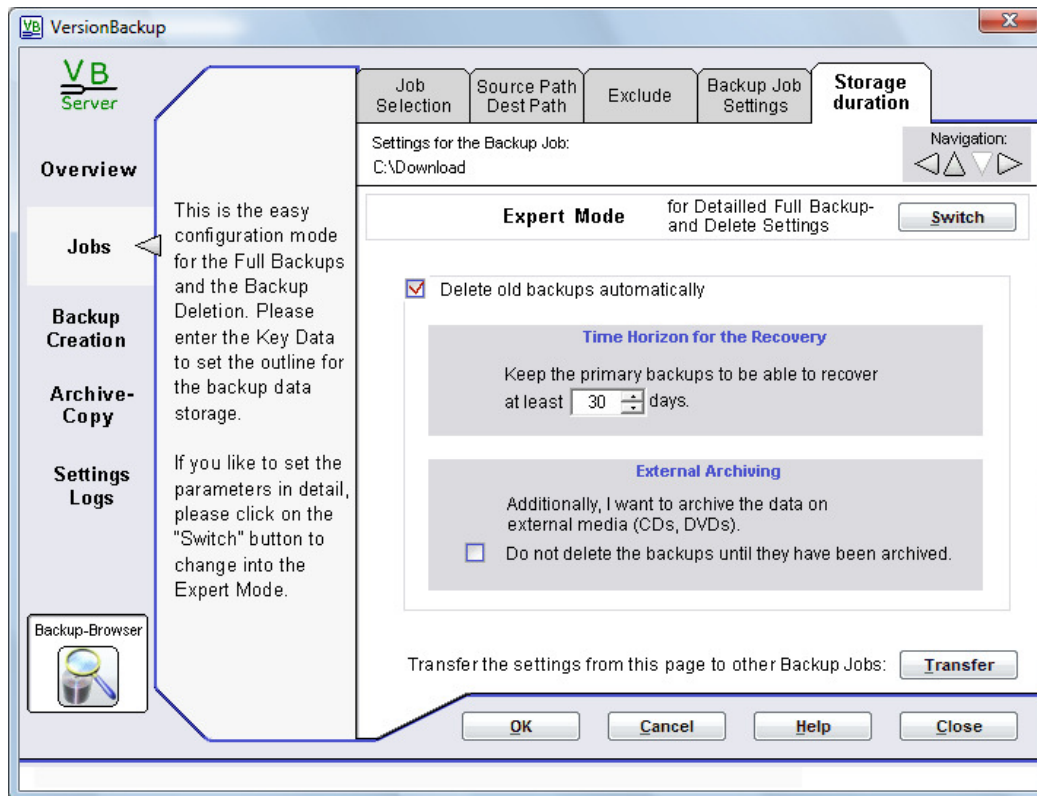 VB VersionBackup
VB
Server
Overview
Jobs
Backup
Creation
Archive-
Copy
Settings
Logs
Backup-Browser
This is the easy
configuration mode
for the Full Backups
and the Backup
Deletion. Please
enter the Key Data
to set the outline for
the backup data
storage.
If you like to set the
parameters in detail,
please click on the
"Switch" button to
change into the
Expert Mode.
Job
Selection
Source Path
Dest Path
Exclude
Backup Job
Settings
Storage
duration
Settings for the Backup Job:
C:\Download
Navigation:
Expert Mode
for Detailled Full Backup-
and Delete Settings
Switch
Delete old backups automatically
Time Horizon for the Recovery
Keep the primary backups to be able to recover
at least 30 days.
External Archiving
Additionally, I want to archive the data on
external media (CDs, DVDs).
Do not delete the backups until they have been archived.
Transfer the settings from this page to other Backup Jobs: Transfer
OK Cancel Help Close